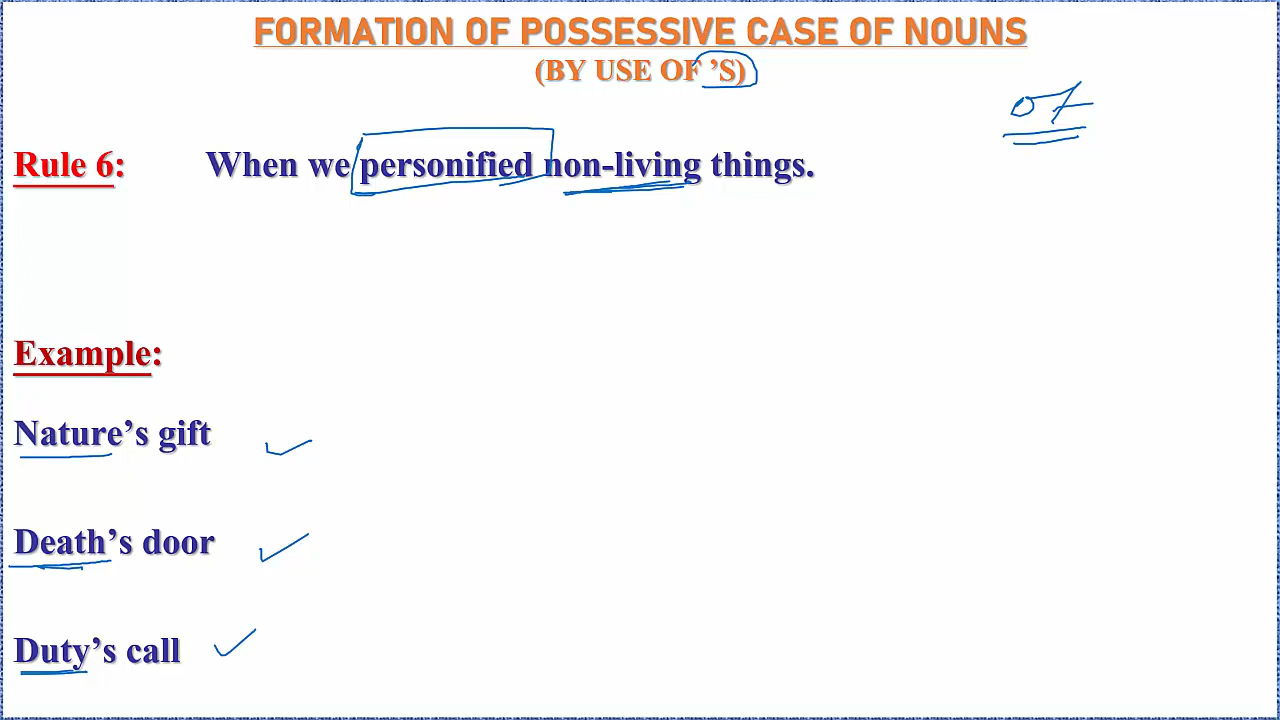 FORMATION OF POSSESSIVE CASE OF NOUNS
(BY USE OF ’S)
of
Rule 6: When we personified non-living things.
Example:
Nature’s gift
Death’s door
Duty’s call